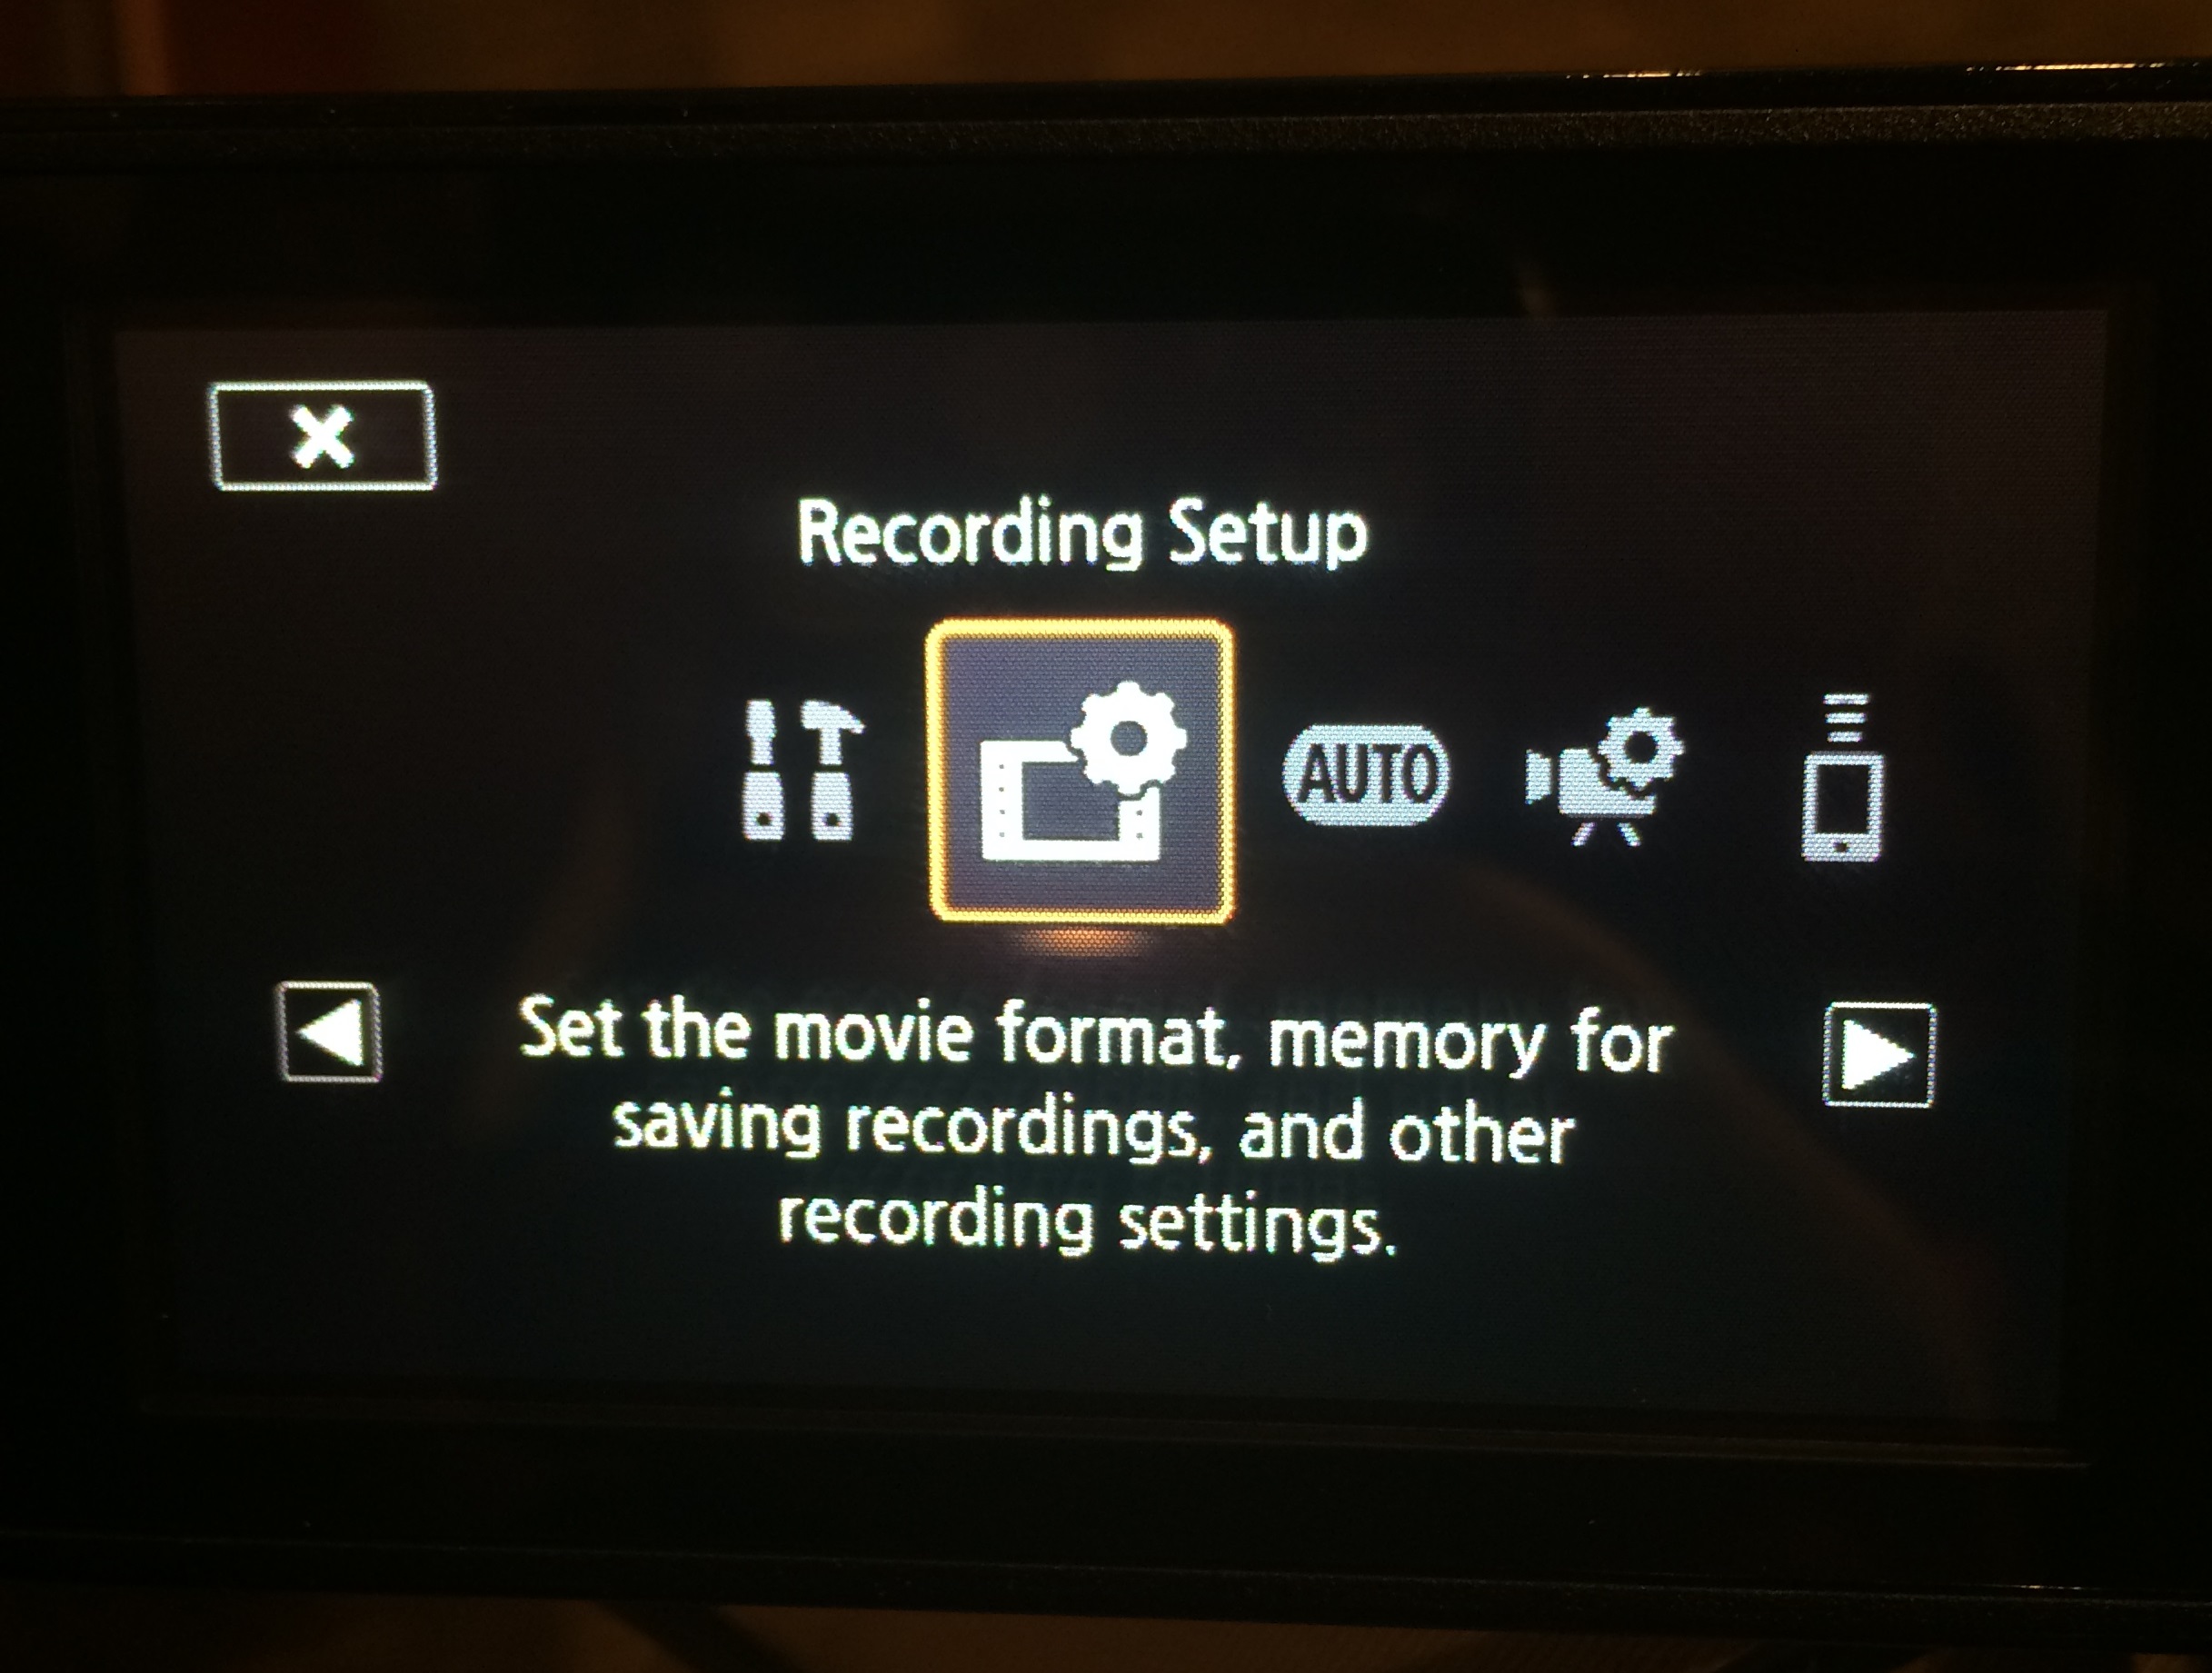 Recording Setup
AUTO
Set the movie format, memory for
saving recordings, and other
recording settings.